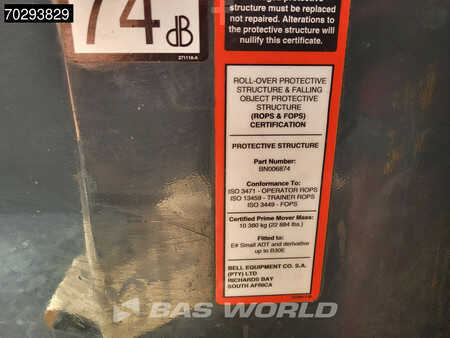 70293829
74
dB
271118-A
structure must be replaced
not repaired. Alterations to
the protective structure will
nullify this certificate.
ROLL-OVER PROTECTIVE
STRUCTURE & FALLING
OBJECT PROTECTIVE
STRUCTURE
(ROPS & FOPS)
CERTIFICATION
PROTECTIVE STRUCTURE
Part Number:
BN006874
Conformance To:
ISO 3471 - OPERATOR ROPS
ISO 13459 - TRAINER ROPS
ISO 3449 - FOPS
Certified Prime Mover Mass:
10 380 kg (22 884 lbs.)
Fitted to:
E# Small ADT and derivative
up to B30E
BELL EQUIPMENT CO. S.A.
(PTY) LTD
RICHARDS BAY
SOUTH AFRICA
BAS WORLD